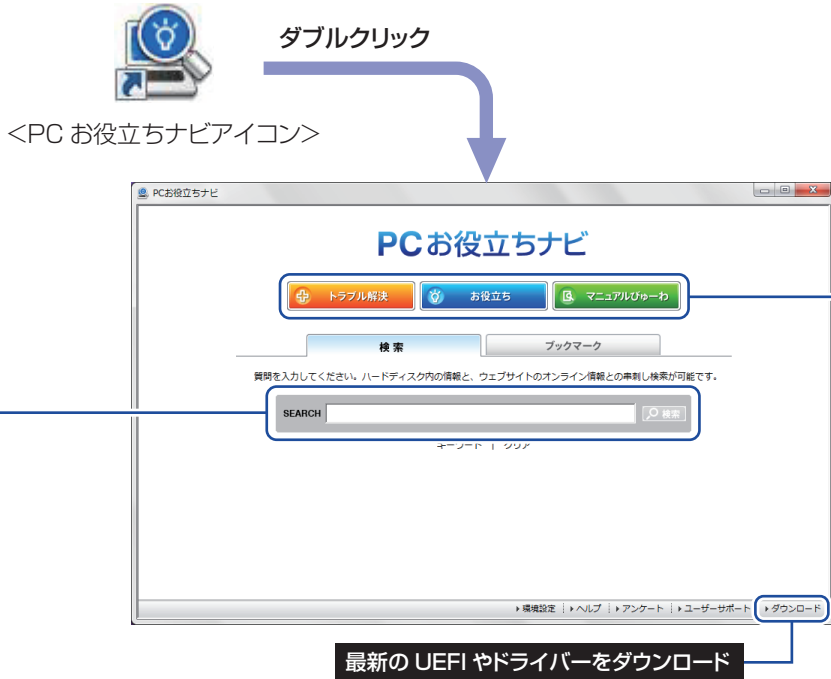 ダブルクリック
＜PC お役立ちナビアイコン＞
PCお役立ちナビ
PCお役立ちナビ
トラブル解決
お役立ち
マニュアルびゅーわ
検索
ブックマーク
質問を入力してください。ハードディスク内の情報と、ウェブサイトのオンライン情報との串刺し検索が可能です。
SEARCH
検索
キーワード | クリア
環境設定 | ヘルプ | アンケート | ユーザーサポート | ダウンロード
最新の UEFI やドライバーをダウンロード